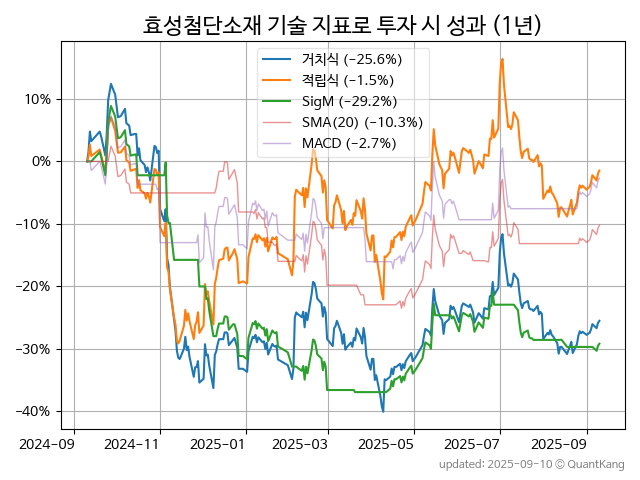 효성첨단소재 기술 지표로 투자 시 성과 (1년)
거치식 (-25.6%)
적립식 (-1.5%)
SigM (-29.2%)
SMA(20) (-10.3%)
MACD (-2.7%)
10%
0%
-10%
-20%
-30%
-40%
2024-09 2024-11 2025-01 2025-03 2025-05 2025-07 2025-09
updated: 2025-09-10 © QuantKang